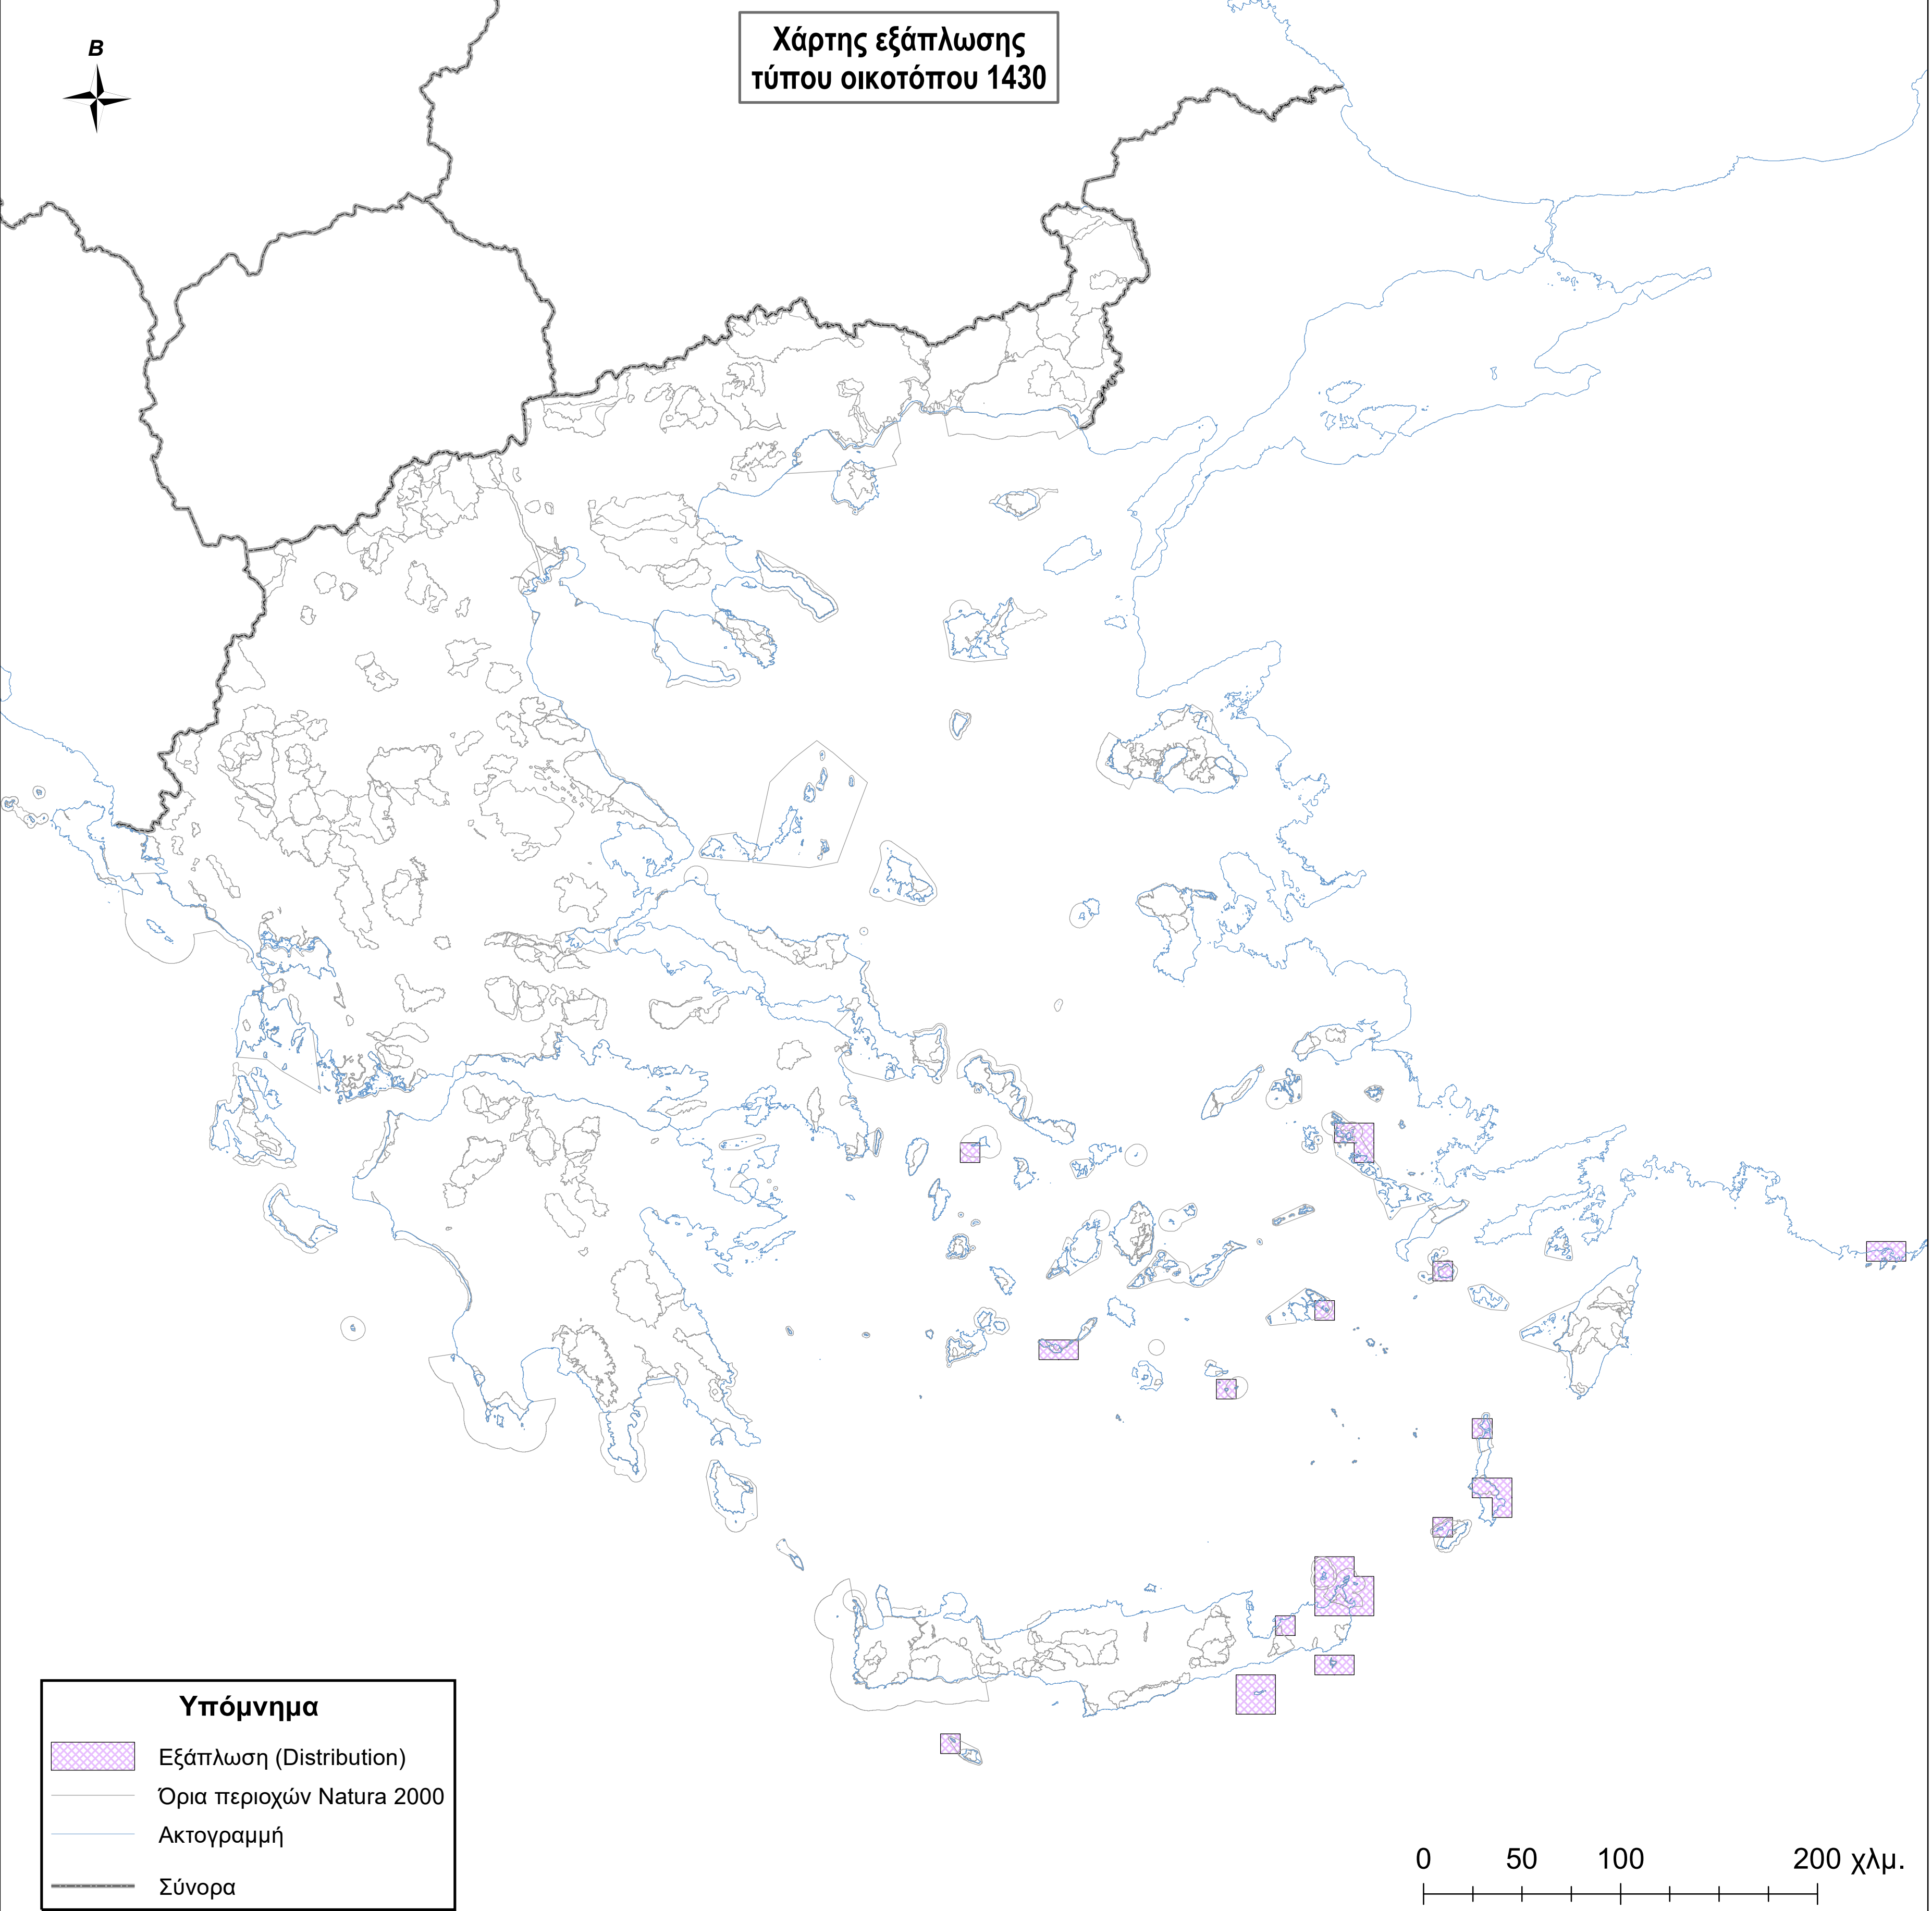 Χάρτης εξάπλωσης
τύπου οικοτόπου 1430
Β
Υπόμνημα
Εξάπλωση (Distribution)
Όρια περιοχών Natura 2000
Ακτογραμμή
Σύνορα
0 50 100 200 χλμ.